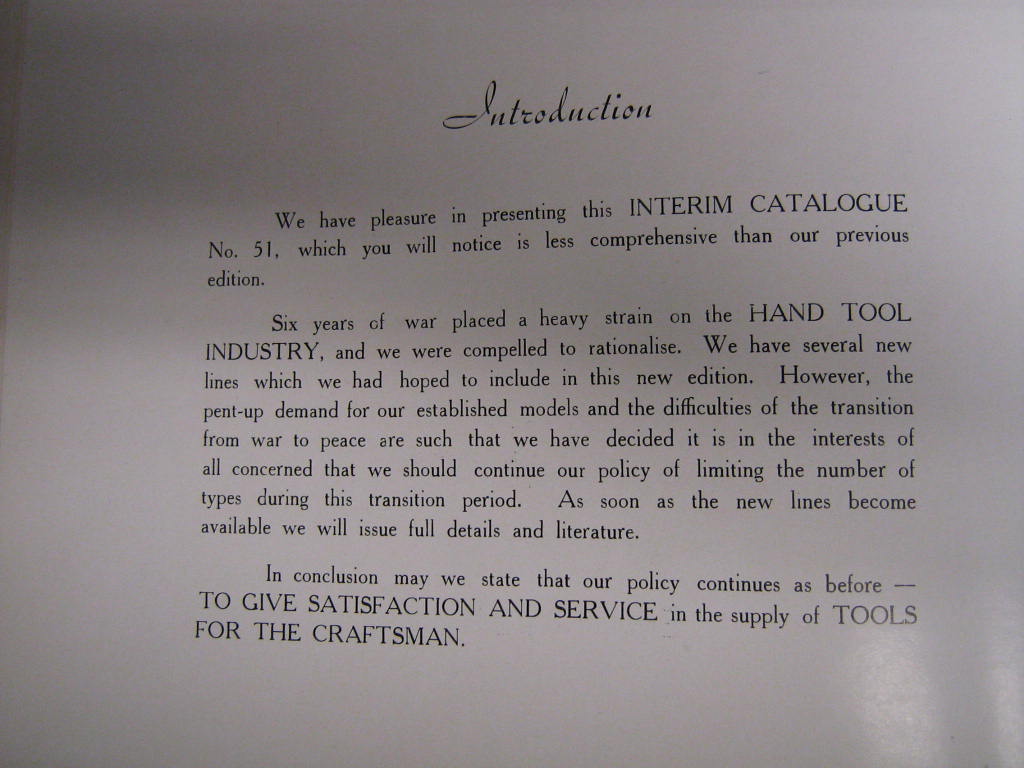 Introduction
We have pleasure in presenting this INTERIM CATALOGUE
No. 51, which you will notice is less comprehensive than our previous
edition.
Six years of war placed a heavy strain on the HAND TOOL
INDUSTRY, and we were compelled to rationalise. We have several new
lines which we had hoped to include in this new edition. However, the
pent-up demand for our established models and the difficulties of the transition
from war to peace are such that we have decided it is in the interests of
all concerned that we should continue our policy of limiting the number of
types during this transition period. As soon as the new lines become
available we will issue full details and literature.
In conclusion may we state that our policy continues as before —
TO GIVE SATISFACTION AND SERVICE in the supply of TOOLS
FOR THE CRAFTSMAN.